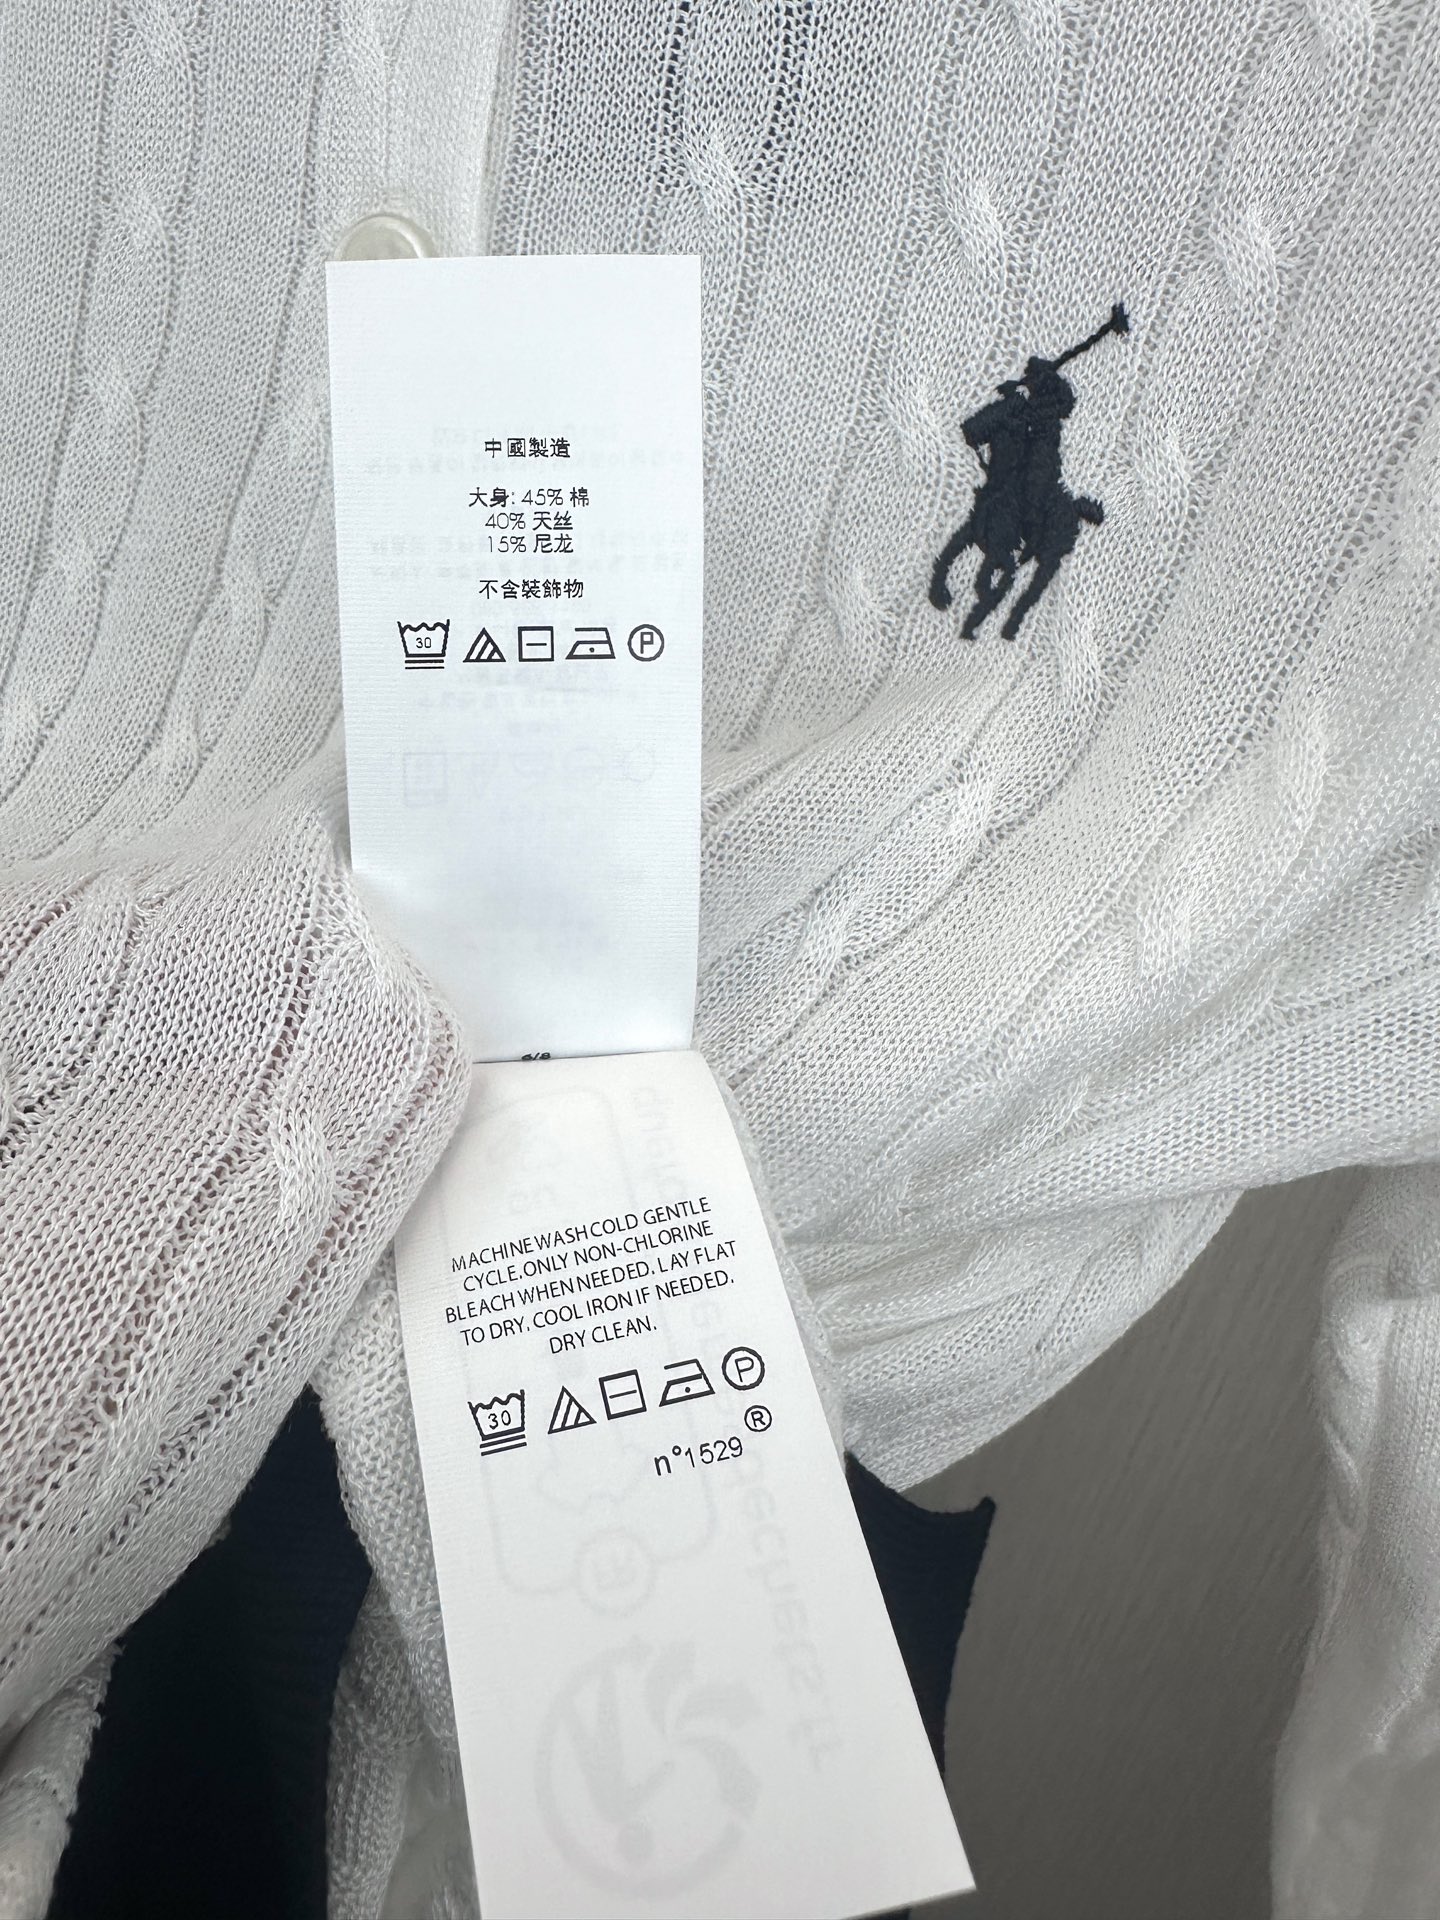 中國製造
大身: 45% 棉
40% 天丝
15% 尼龙
不含裝飾物
30
P
MACHINE WASH COLD GENTLE
CYCLE. ONLY NON-CHLORINE
BLEACH WHEN NEEDED. LAY FLAT
TO DRY. COOL IRON IF NEEDED.
DRY CLEAN.
30
P
n°1529®